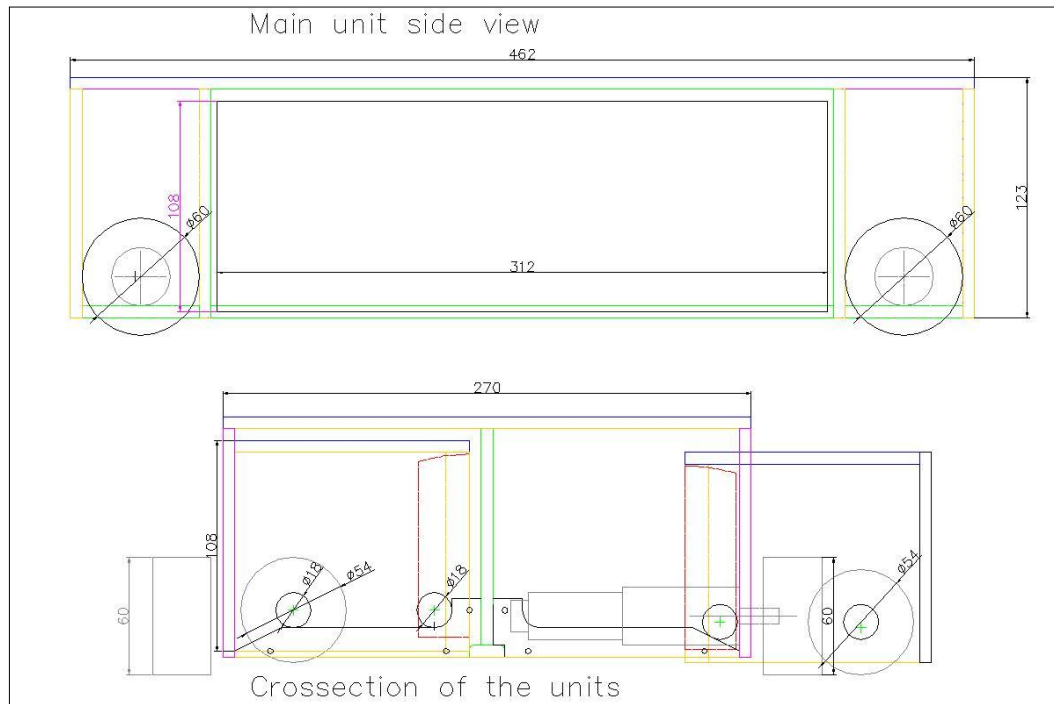 Main unit side view
462
108
ø60
312
ø60
123
270
108
ø18
ø54
ø18
ø54
60
60
Crossection of the units